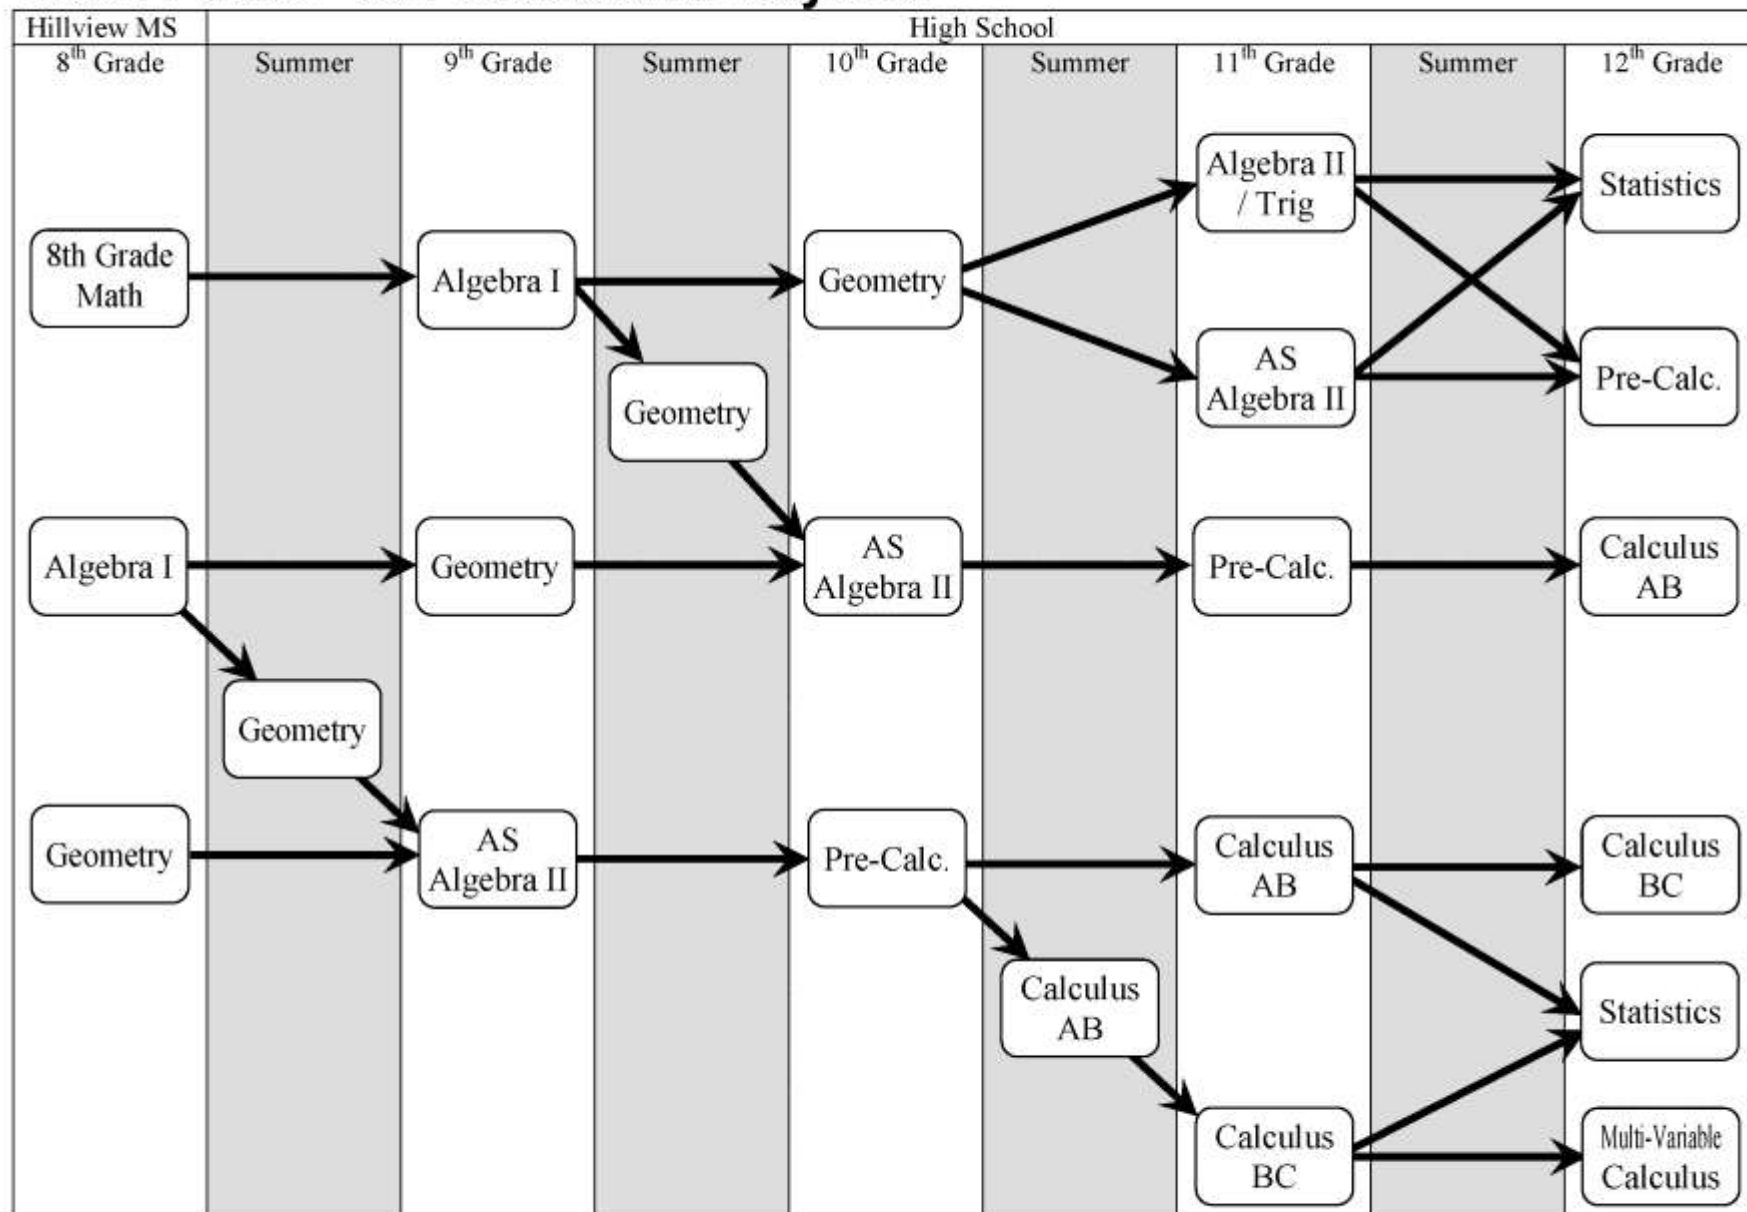 Hillview MS
High School
8th Grade
Summer
9th Grade
Summer
10th Grade
Summer
11th Grade
Summer
12th Grade
Algebra II
/ Trig
Statistics
8th Grade
Math
Algebra I
Geometry
AS
Algebra II
Pre-Calc.
Geometry
Algebra I
Geometry
AS
Algebra II
Pre-Calc.
Calculus
AB
Geometry
Geometry
AS
Algebra II
Pre-Calc.
Calculus
AB
Calculus
BC
Calculus
AB
Statistics
Calculus
BC
Multi-Variable
Calculus